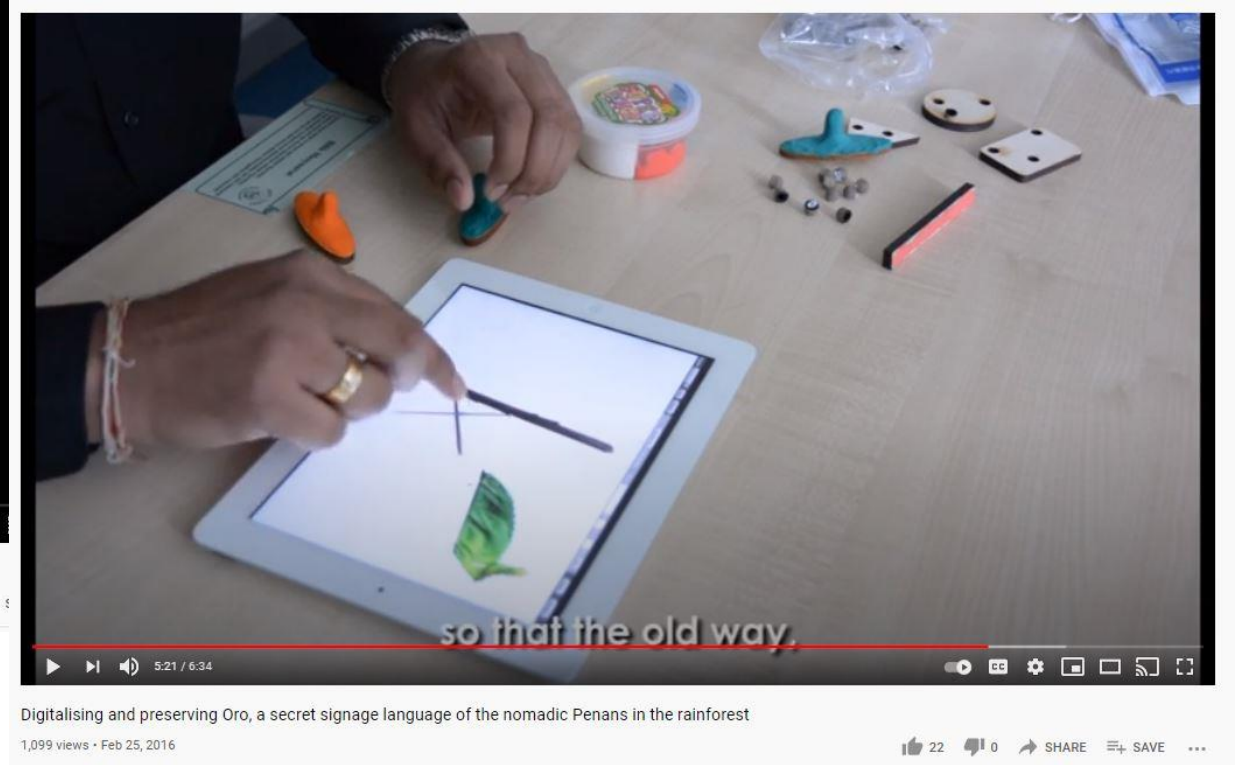 so that the old way.
5:21 / 6:34
CC
Digitalising and preserving Oro, a secret signage language of the nomadic Penans in the rainforest
1,099 views • Feb 25, 2016
22
0
SHARE
SAVE